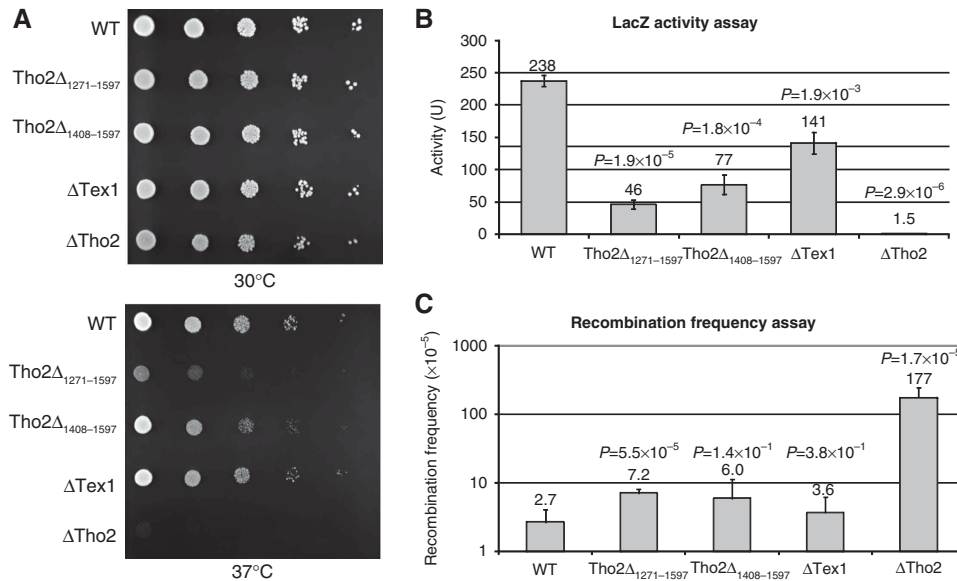 A
WT
Tho2Δ1271–1597
Tho2Δ1408–1597
ΔTex1
ΔTho2
30°C
WT
Tho2Δ1271–1597
Tho2Δ1408–1597
ΔTex1
ΔTho2
37°C
B
LacZ activity assay
Activity (U)
300
250
200
150
100
50
0
238
P=1.9×10⁻⁵
46
P=1.8×10⁻⁴
77
P=1.9×10⁻³
141
P=2.9×10⁻⁶
1.5
WT
Tho2Δ1271–1597
Tho2Δ1408–1597
ΔTex1
ΔTho2
C
Recombination frequency assay
Recombination frequency (×10⁻⁵)
1000
100
10
1
2.7
P=5.5×10⁻⁵
7.2
P=1.4×10⁻¹
6.0
P=3.8×10⁻¹
3.6
P=1.7×10⁻⁵
177
WT
Tho2Δ1271–1597
Tho2Δ1408–1597
ΔTex1
ΔTho2